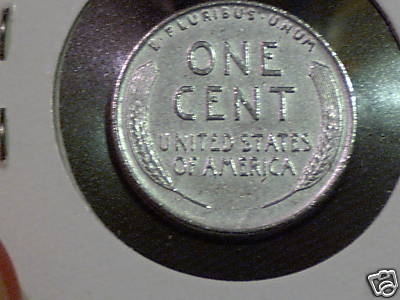 E·PLURIBUS·UNUM
ONE
CENT
UNITED STATES
OF AMERICA